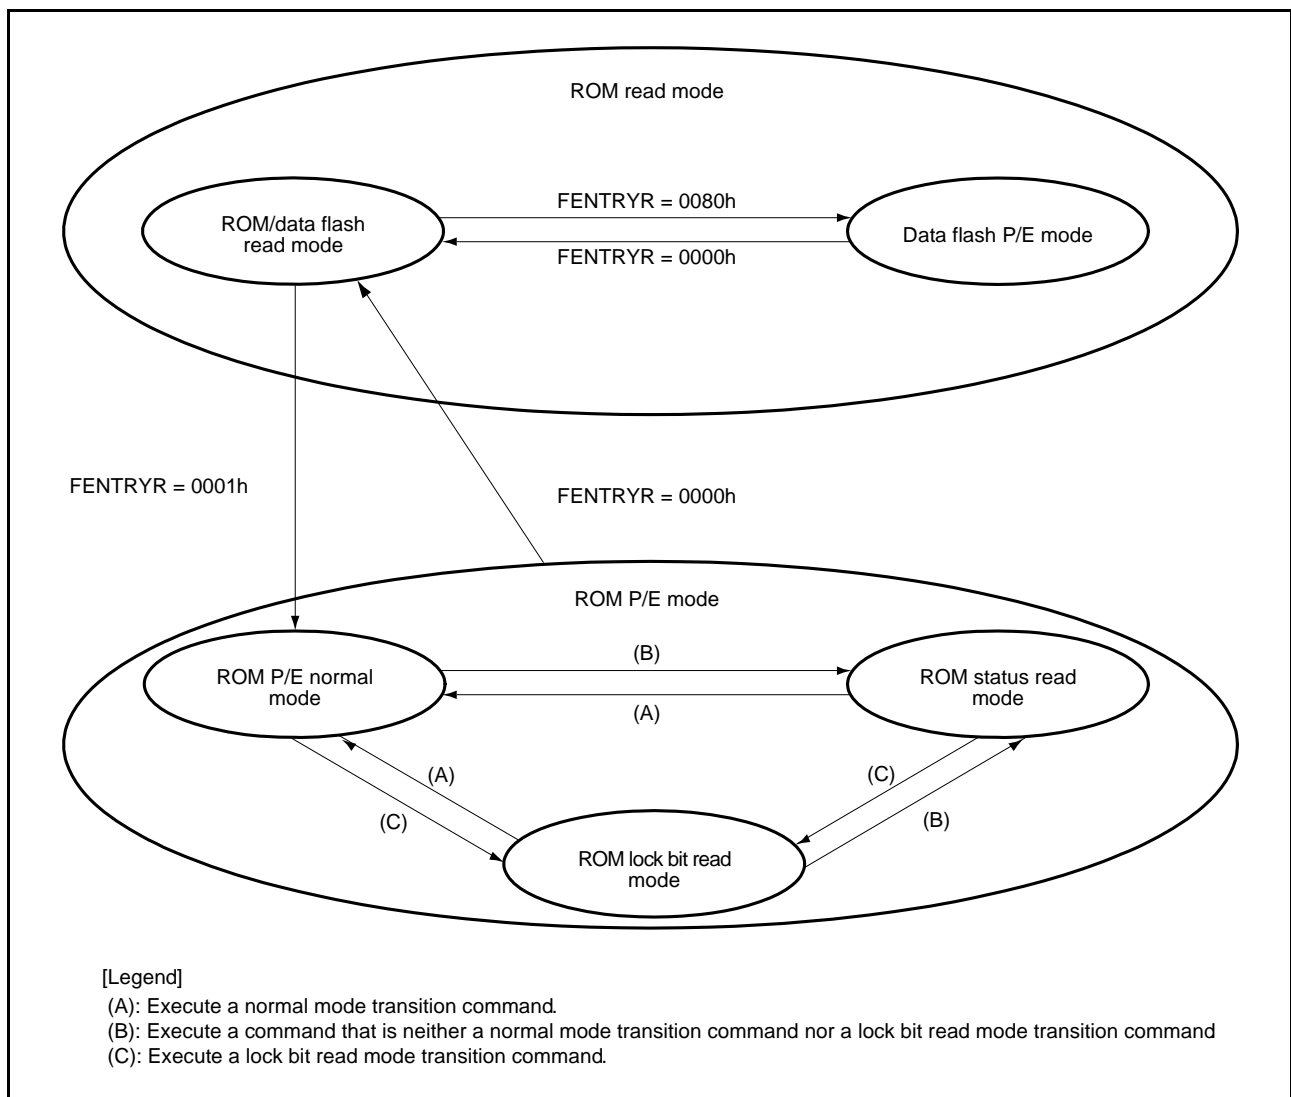 ROM read mode
ROM/data flash
read mode
FENTRYR = 0080h
FENTRYR = 0000h
Data flash P/E mode
FENTRYR = 0001h
FENTRYR = 0000h
ROM P/E mode
ROM P/E normal
mode
(B)
(A)
ROM status read
mode
(A)
(C)
(C)
(B)
ROM lock bit read
mode
[Legend]
(A): Execute a normal mode transition command.
(B): Execute a command that is neither a normal mode transition command nor a lock bit read mode transition command
(C): Execute a lock bit read mode transition command.